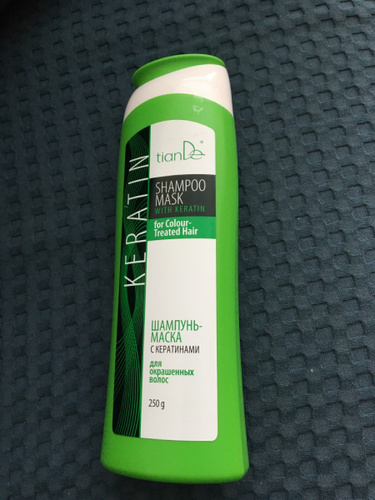 KERATIN
tianDe®
SHAMPOO
MASK
WITH KERATIN
for Colour-
Treated Hair
ШАМПУНЬ-
МАСКА
С КЕРАТИНАМИ
для
окрашенных
волос
250 g